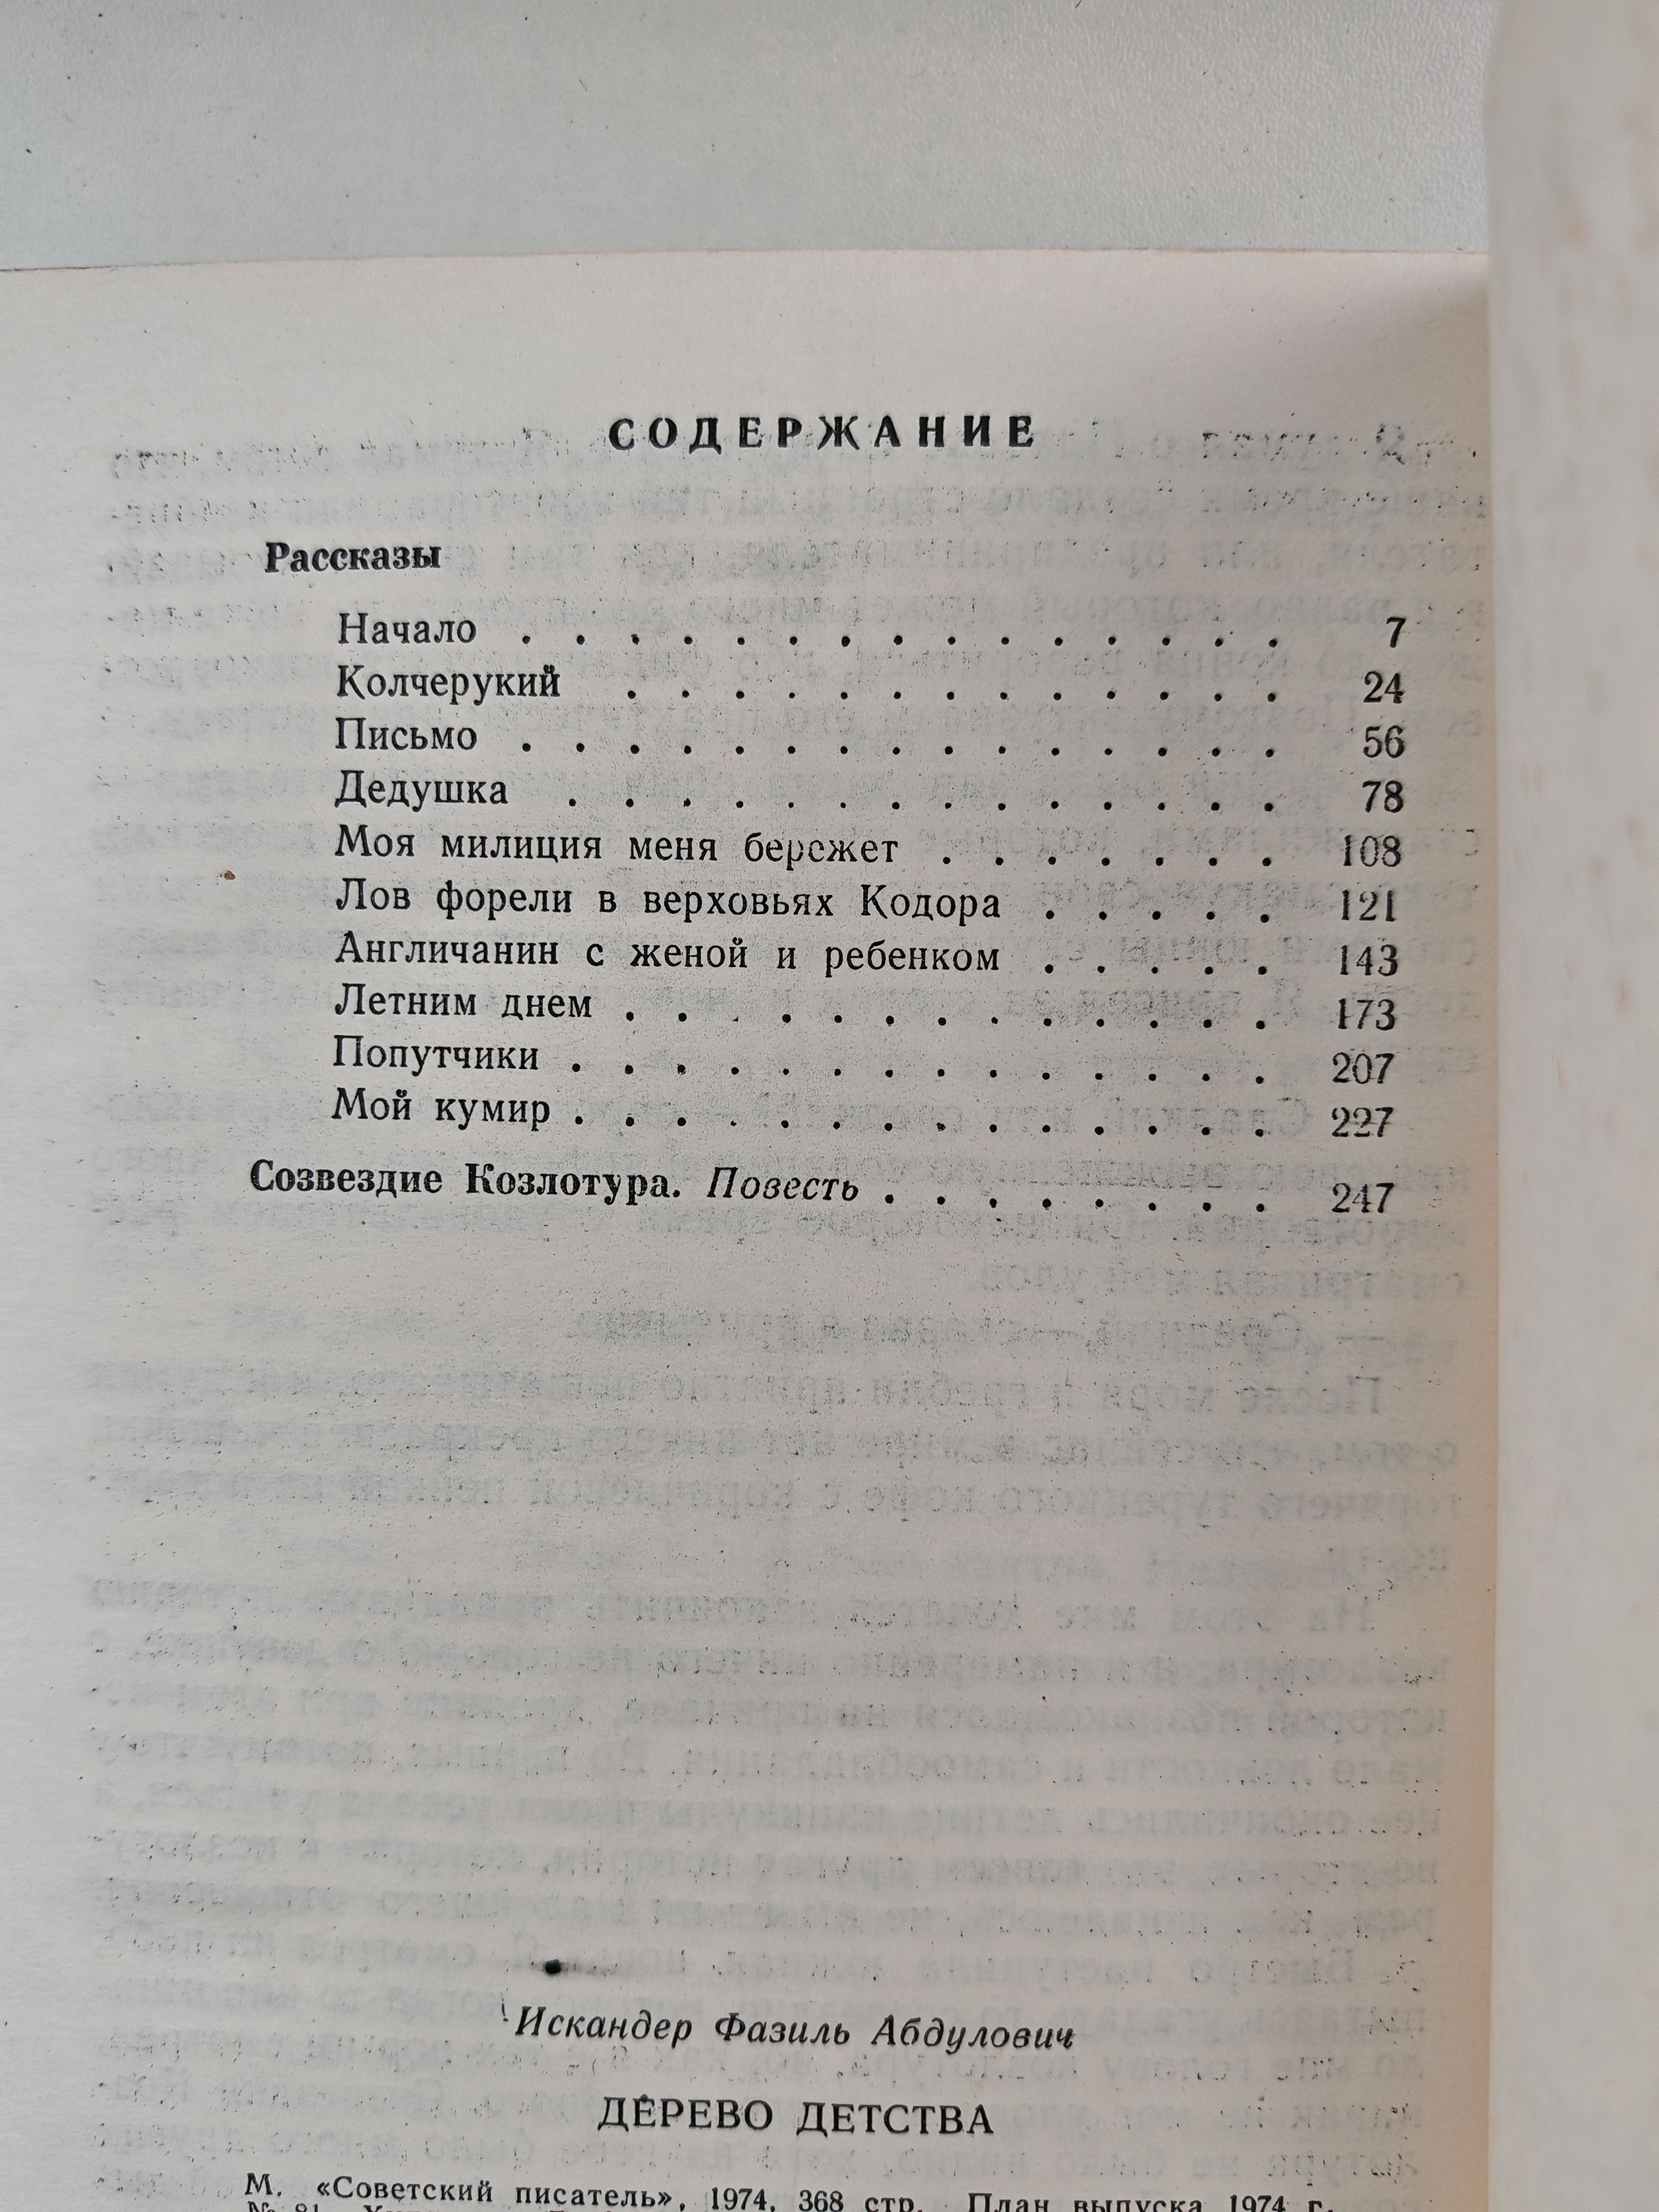 СОДЕРЖАНИЕ
Рассказы
Начало . . . . . . . . . . . . . . . 7
Колчерукий . . . . . . . . . . . . . 24
Письмо . . . . . . . . . . . . . . . 56
Дедушка . . . . . . . . . . . . . . 78
Моя милиция меня бережет . . . . . . . 108
Лов форели в верховьях Кодора . . . . . 121
Англичанин с женой и ребенком . . . . . 143
Летним днем . . . . . . . . . . . . . 173
Попутчики . . . . . . . . . . . . . . 207
Мой кумир . . . . . . . . . . . . . . 227
Созвездие Козлотура. Повесть . . . . . . . . 247
Искандер Фазиль Абдулович
ДЕРЕВО ДЕТСТВА
М. «Советский писатель», 1974, 368 стр. План выпуска 1974 г.